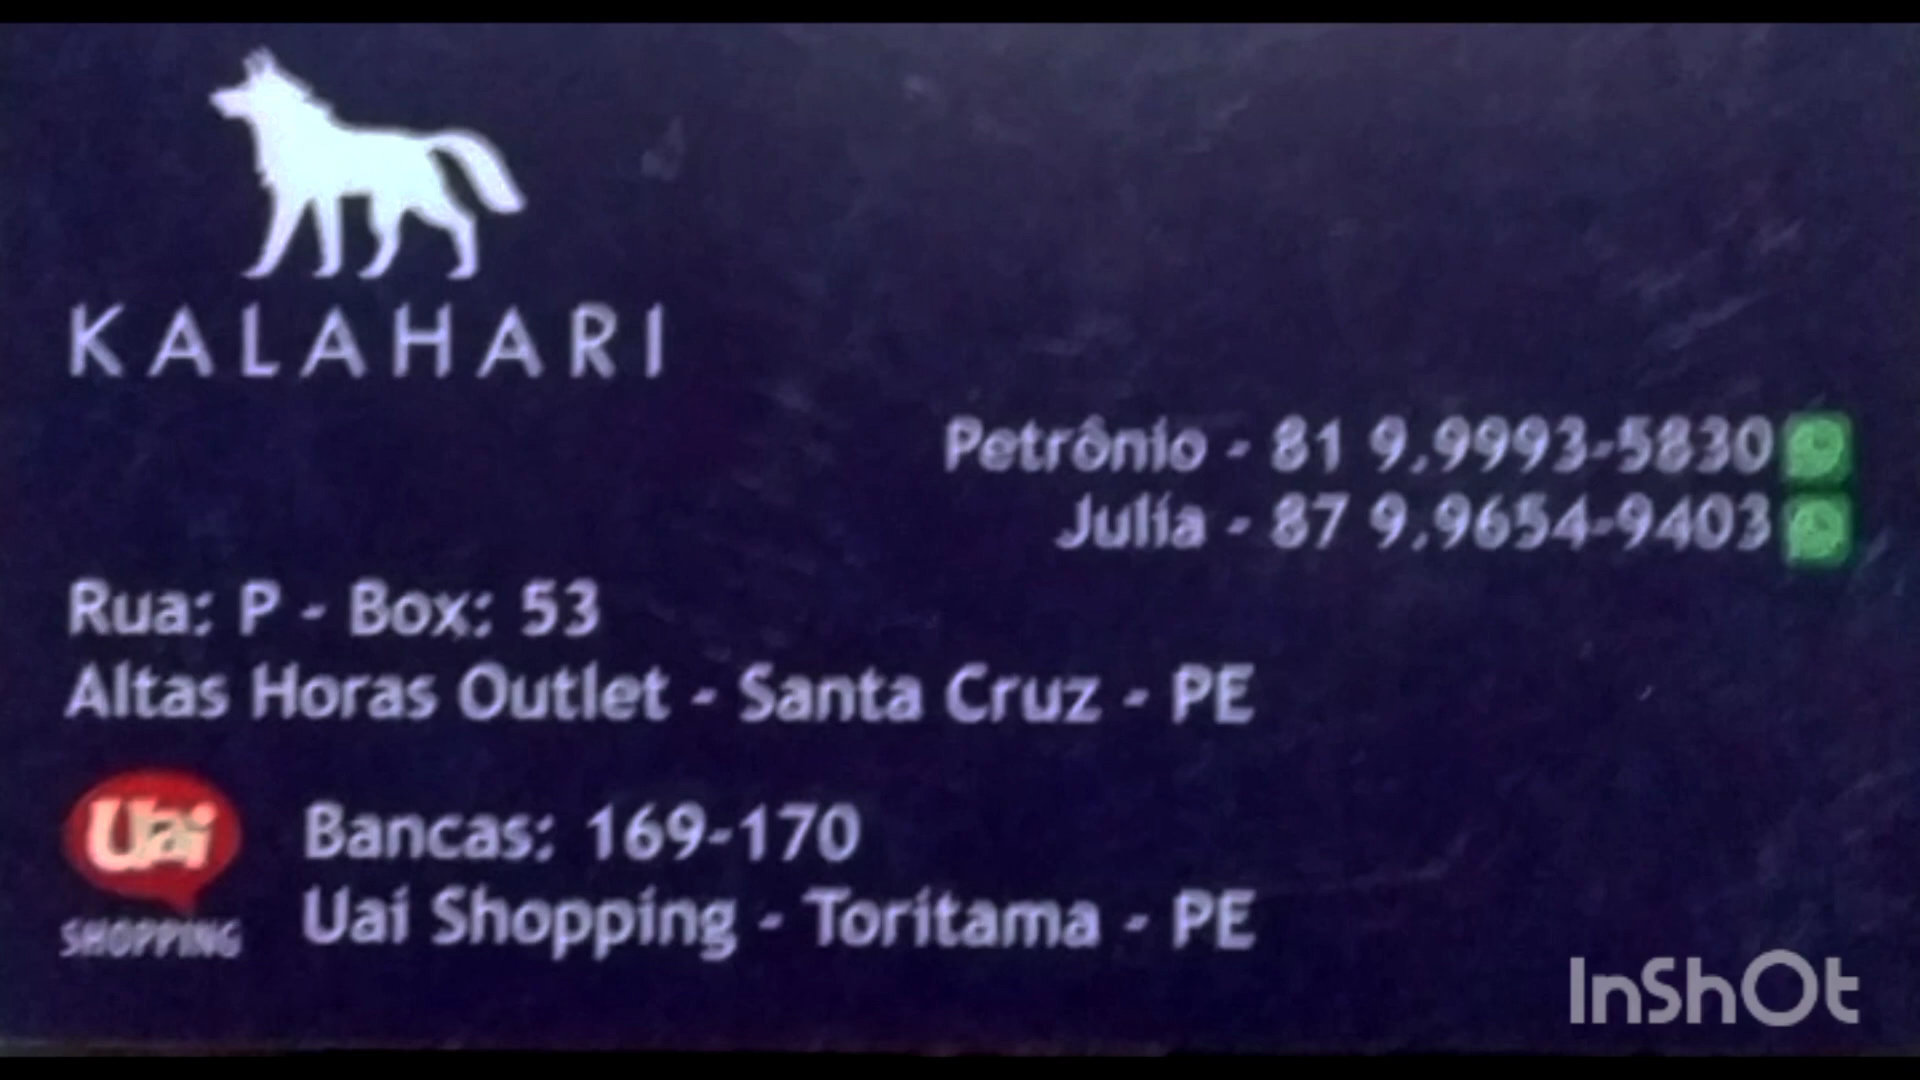 KALAHARI
Petrônio - 81 9.9993-5830
Julia - 87 9.9654-9403
Rua: P - Box: 53
Altas Horas Outlet - Santa Cruz - PE
Uai
SHOPPING
Bancas: 169-170
Uai Shopping - Toritama - PE
InShOt